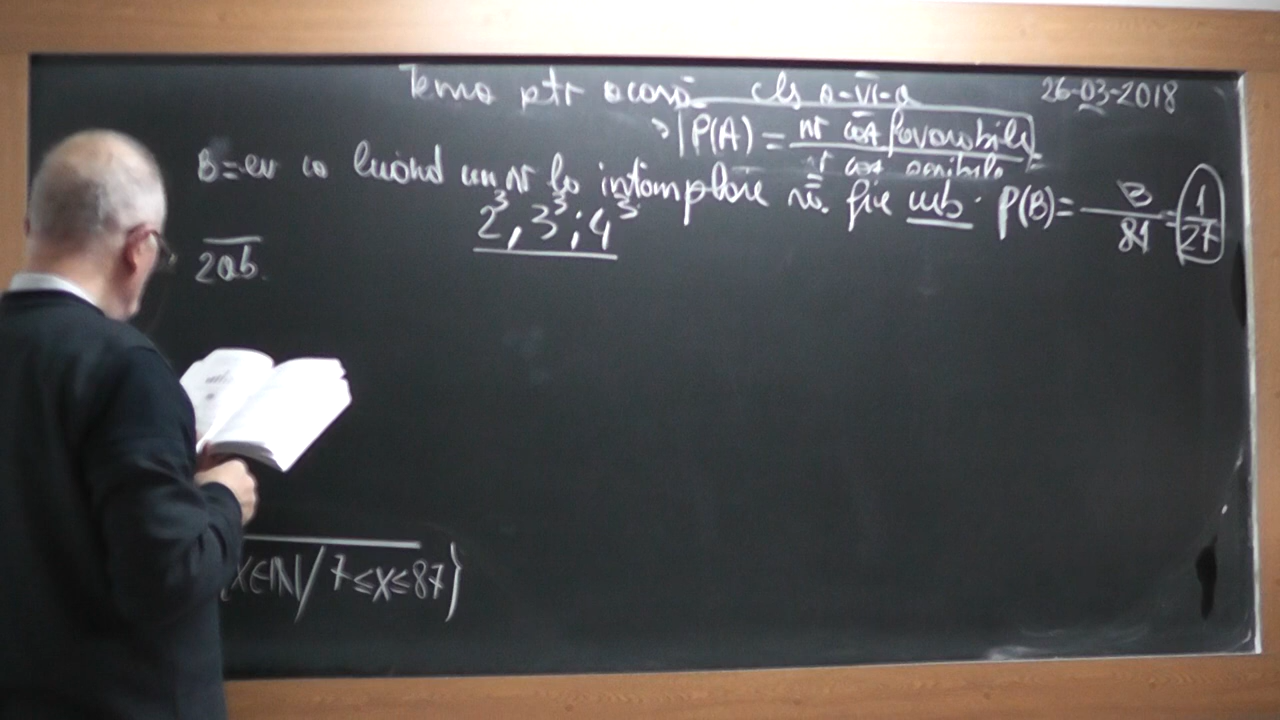 Tema ptr acasă cls a-VI-a 26-03-2018
P(A) = nr caz favorabile / nr caz posibile
B = ev ca luând un nr la întâmplare să fie cub. P(B) = 3/81 = 1/27
2³, 3³; 4³
2ab
{x∈ℕ / 7≤x≤87}